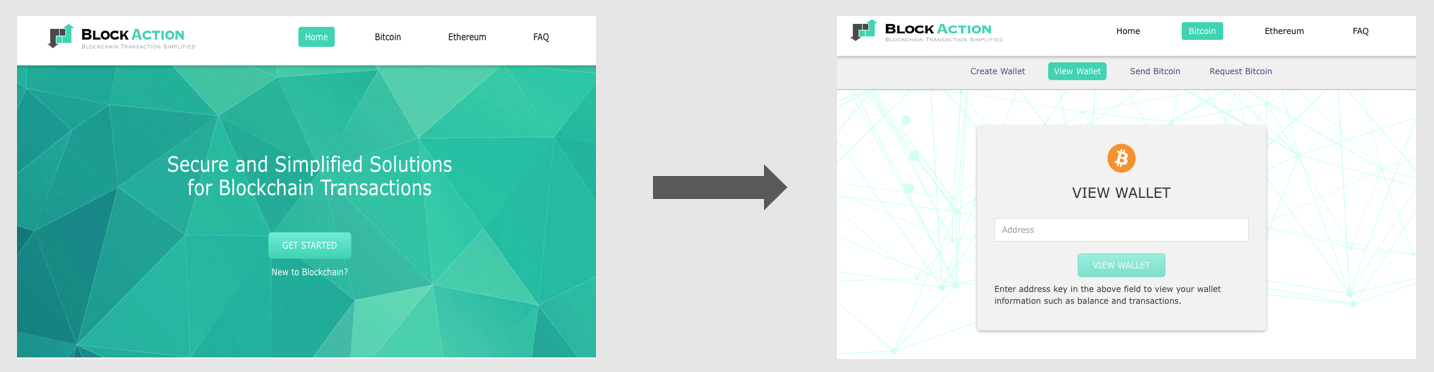 BLOCK ACTION
BLOCKCHAIN TRANSACTION SIMPLIFIED
Home
Bitcoin
Ethereum
FAQ
Secure and Simplified Solutions
for Blockchain Transactions
GET STARTED
New to Blockchain?
BLOCK ACTION
BLOCKCHAIN TRANSACTION SIMPLIFIED
Home
Bitcoin
Ethereum
FAQ
Create Wallet
View Wallet
Send Bitcoin
Request Bitcoin
VIEW WALLET
Address
VIEW WALLET
Enter address key in the above field to view your wallet
information such as balance and transactions.